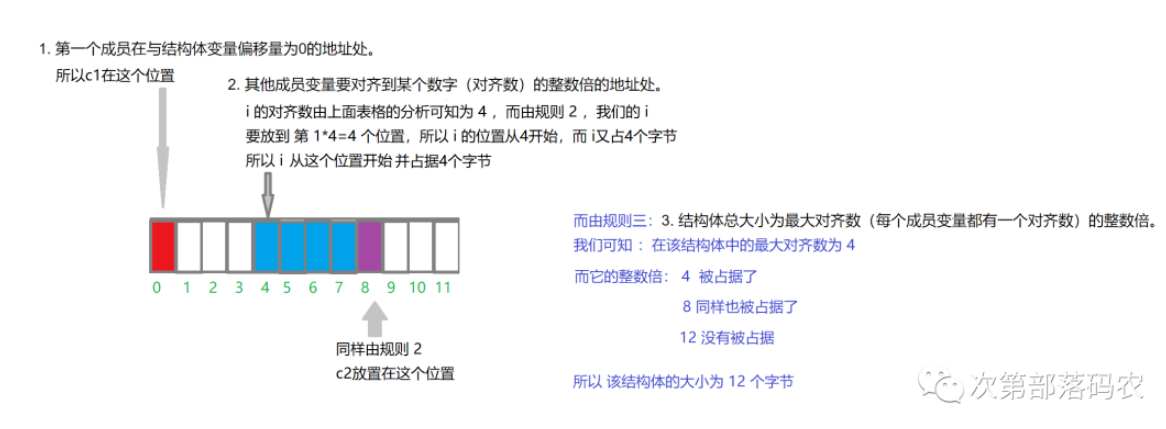 1. 第一个成员在与结构体变量偏移量为0的地址处。
所以c1在这个位置
2. 其他成员变量要对齐到某个数字（对齐数）的整数倍的地址处。
i 的对齐数由上面表格的分析可知为 4 ，而由规则 2 ，我们的 i
要放到 第 1*4=4 个位置，所以 i 的位置从4开始，而 i又占4个字节
所以 i 从这个位置开始 并占据4个字节
0 1 2 3 4 5 6 7 8 9 10 11
同样由规则 2
c2放置在这个位置
而由规则三：3. 结构体总大小为最大对齐数（每个成员变量都有一个对齐数）的整数倍。
我们可知 ：在该结构体中的最大对齐数为 4
而它的整数倍： 4 被占据了
8 同样也被占据了
12 没有被占据
所以 该结构体的大小为 12 个字节
次第部落码农